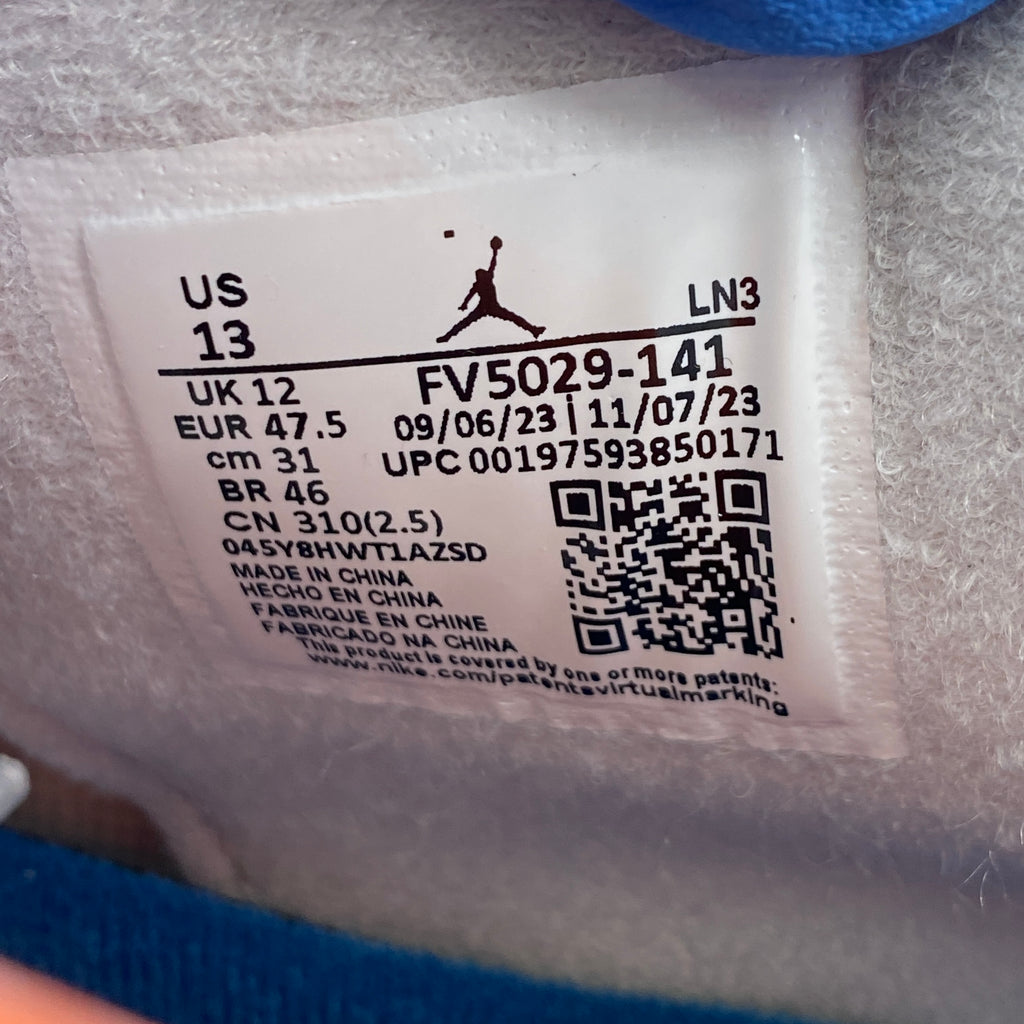 US
13
LN3
UK 12
EUR 47.5
cm 31
BR 46
CN 310(2.5)
045Y8HWT1AZSD
MADE IN CHINA
HECHO EN CHINA
FABRIQUE EN CHINE
FABRICADO NA CHINA
FV5029-141
09/06/23 | 11/07/23
UPC 00197593850171
This product is covered by one or more patents:
www.nike.com/patentsvirtualmarking